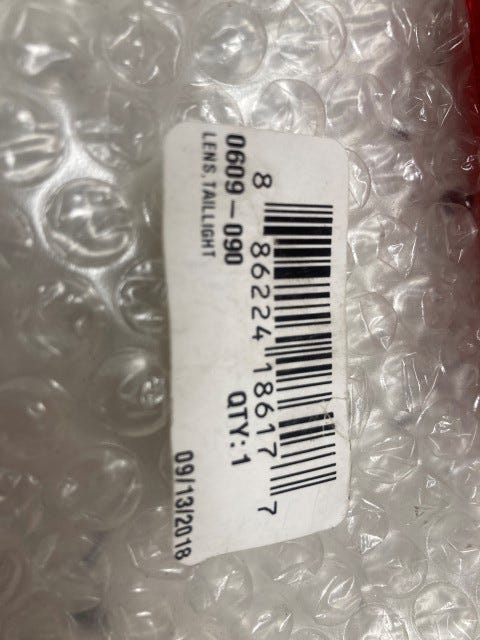 0609-090
LENS, TAILLIGHT
QTY: 1
8 86224 18617 7
09/13/2018